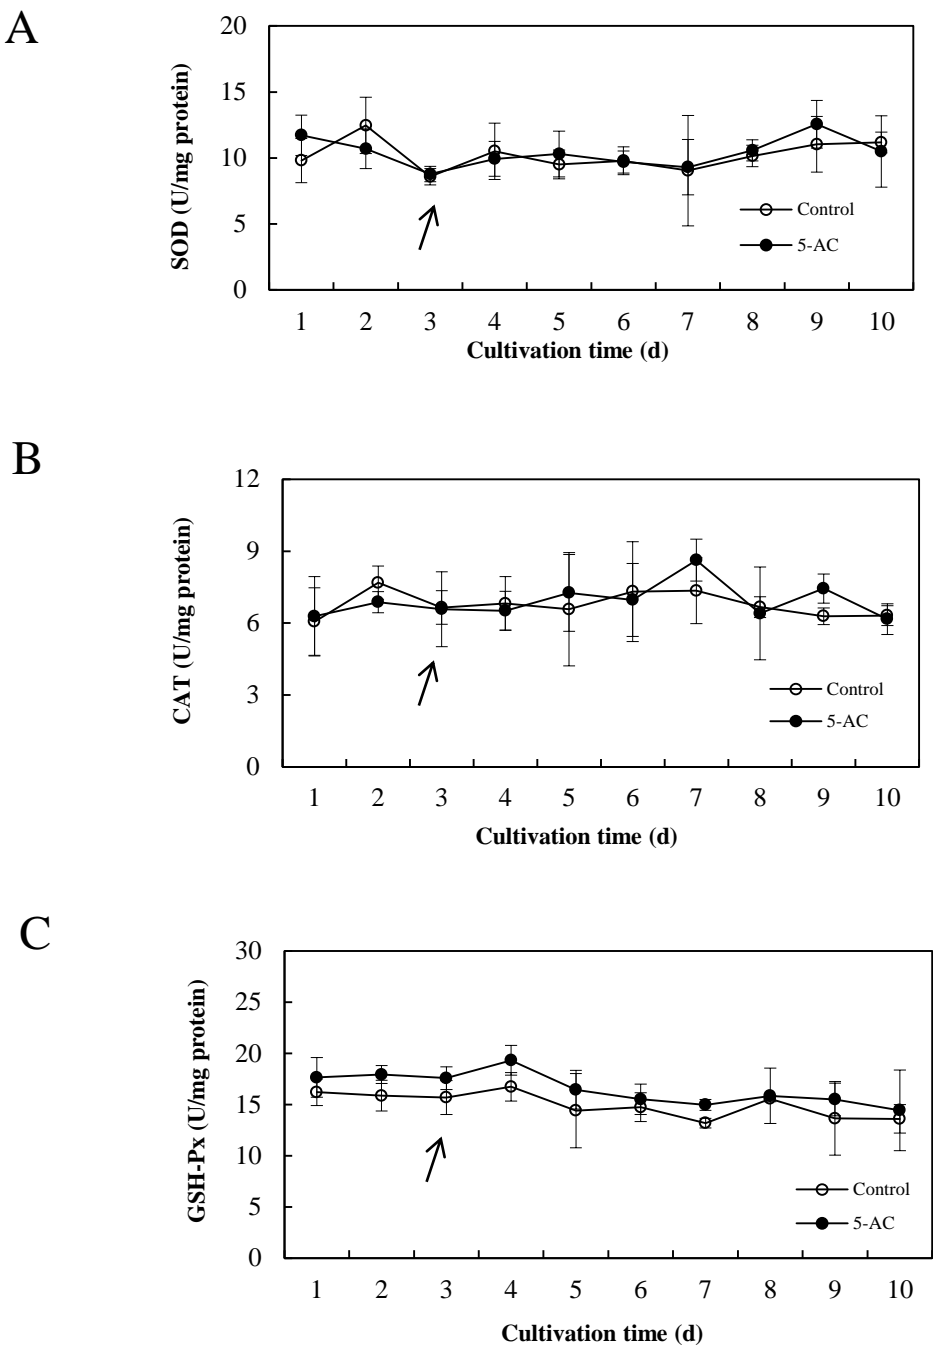 A
20
15
10
5
0
SOD (U/mg protein)
Control
5-AC
1 2 3 4 5 6 7 8 9 10
Cultivation time (d)
B
12
9
6
3
0
CAT (U/mg protein)
Control
5-AC
1 2 3 4 5 6 7 8 9 10
Cultivation time (d)
C
30
25
20
15
10
5
0
GSH-Px (U/mg protein)
Control
5-AC
1 2 3 4 5 6 7 8 9 10
Cultivation time (d)